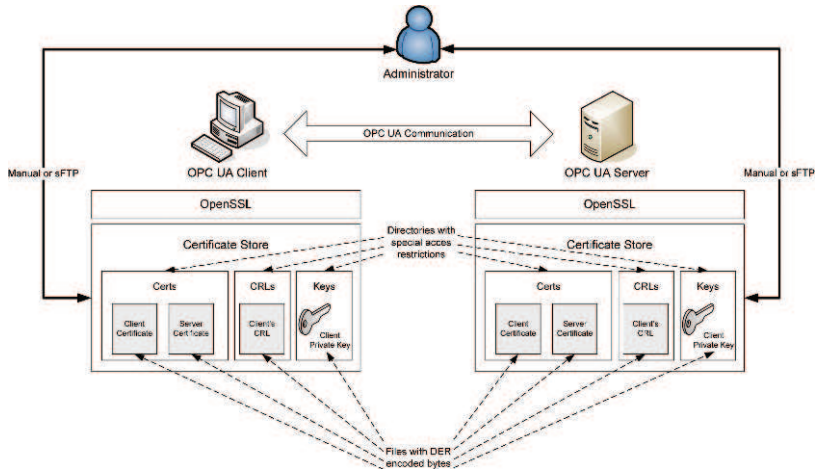 Administrator
OPC UA Communication
OPC UA Client
OPC UA Server
Manual or sFTP
Manual or sFTP
OpenSSL
OpenSSL
Directories with
special acces
restrictions
Certificate Store
Certificate Store
Certs
CRLs
Keys
Certs
CRLs
Keys
Client
Certificate
Server
Certificate
Client's
CRL
Client
Private Key
Client
Certificate
Server
Certificate
Client's
CRL
Client
Private Key
Files with DER
encoded bytes